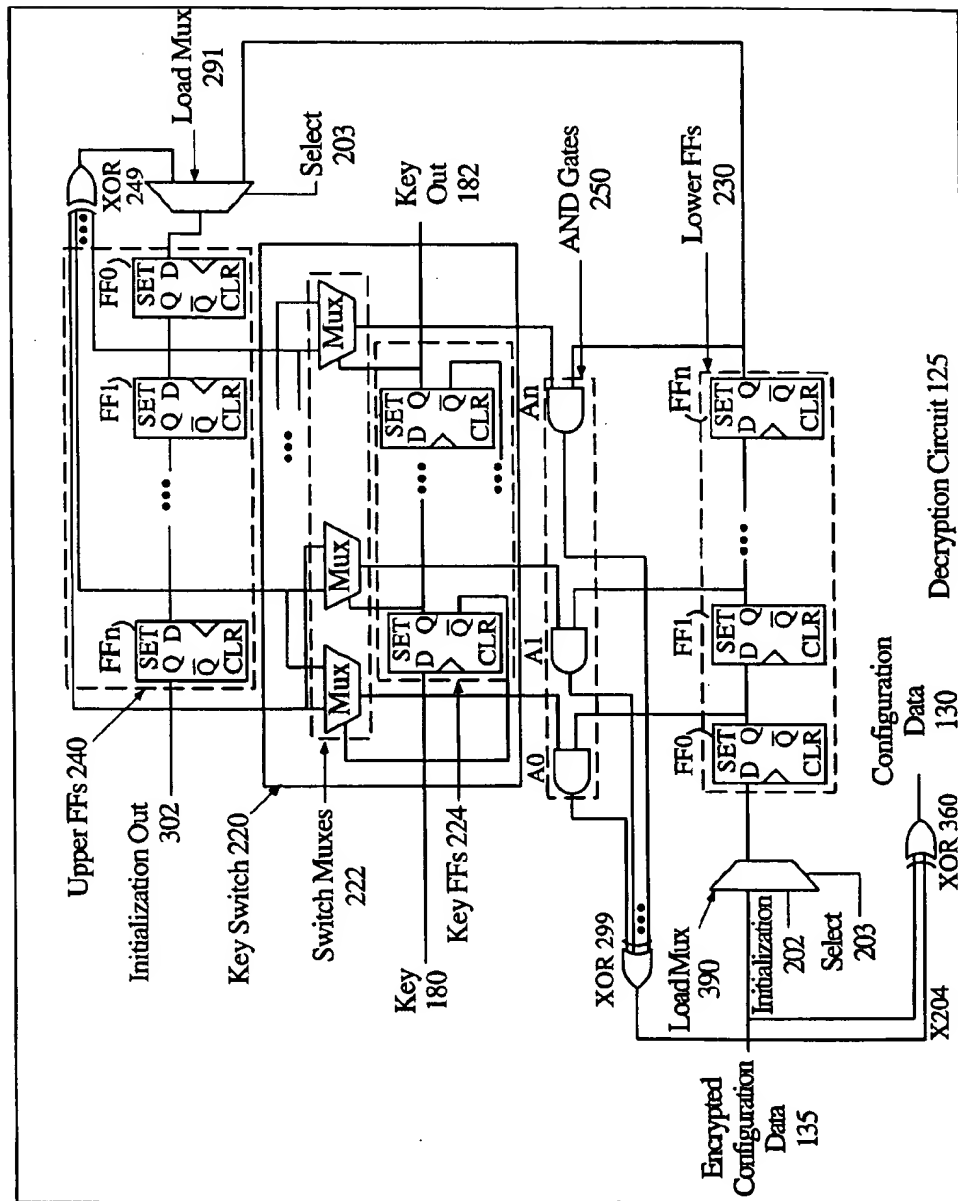 XOR
249
Load Mux
291
Select
203
FF0
SET
Q D
Q
CLR
FF1
SET
Q D
Q
CLR
•••
FFn
SET
Q D
Q
CLR
Upper FFs 240
Initialization Out
302
Key Switch 220
Switch Muxes
222
Mux
Mux
•••
Mux
Key
Out
182
SET
D Q
Q
CLR
•••
•••
SET
D Q
Q
CLR
Key FFs 224
Key
180
A0
A1
An
AND Gates
250
Lower FFs
230
FF0
SET
D Q
Q
CLR
FF1
SET
D Q
Q
CLR
•••
FFn
SET
D Q
Q
CLR
XOR 299
•••
Load Mux
390
Initialization
202
Select
203
X204
Encrypted
Configuration
Data
135
Configuration
Data
130
XOR 360
Decryption Circuit 125